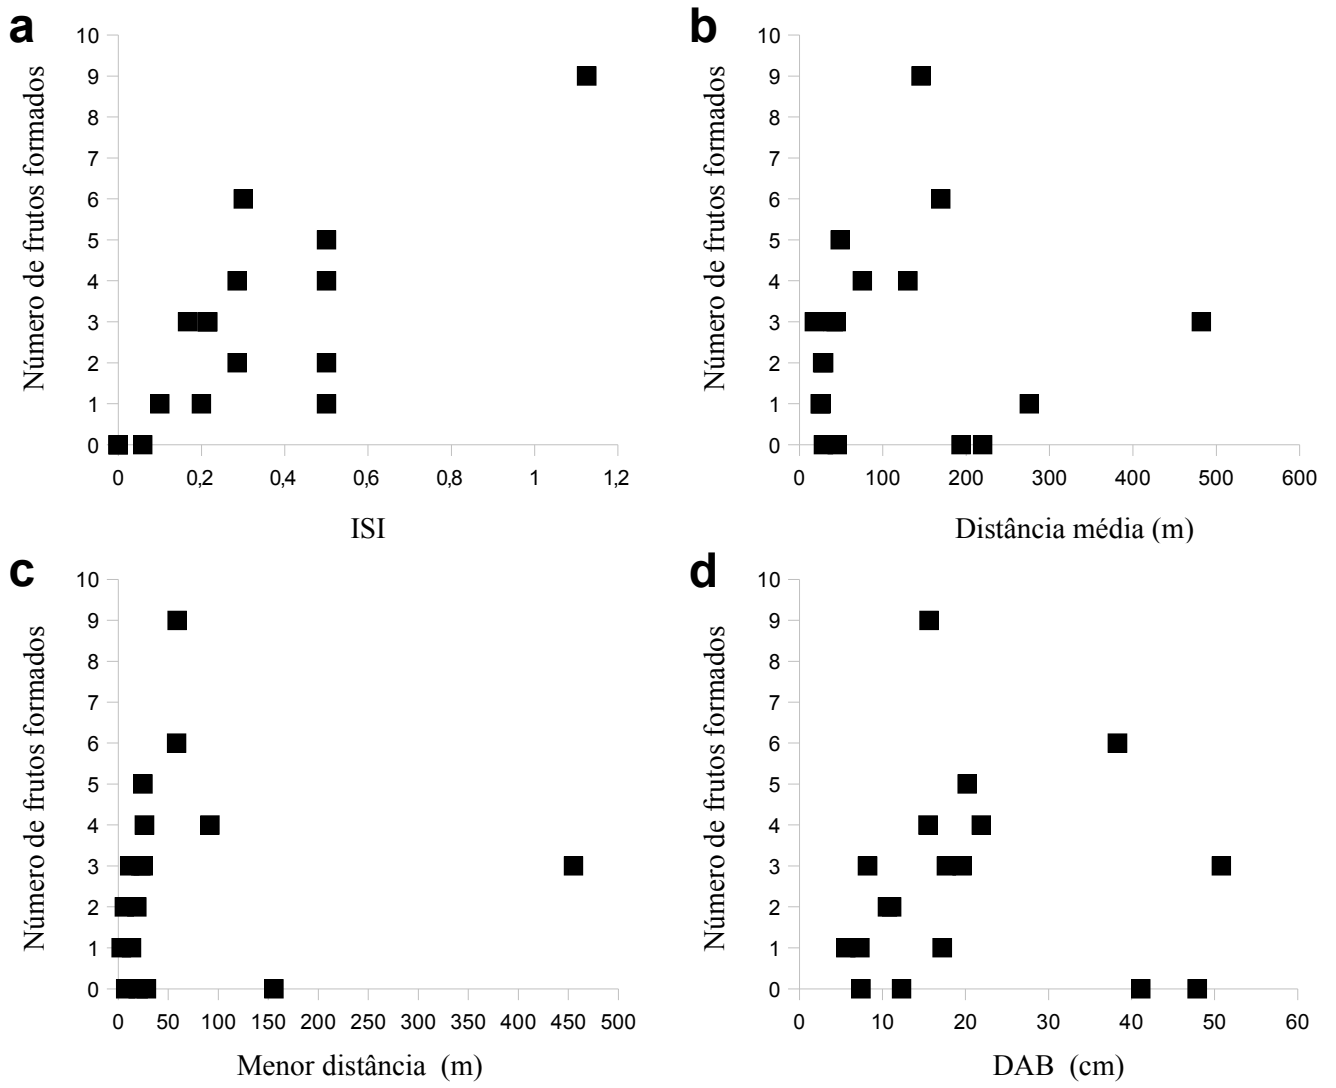 a
10
9
8
7
6
5
4
3
2
1
0
Número de frutos formados
0 0,2 0,4 0,6 0,8 1 1,2
ISI
b
10
9
8
7
6
5
4
3
2
1
0
Número de frutos formados
0 100 200 300 400 500 600
Distância média (m)
c
10
9
8
7
6
5
4
3
2
1
0
Número de frutos formados
0 50 100 150 200 250 300 350 400 450 500
Menor distância (m)
d
10
9
8
7
6
5
4
3
2
1
0
Número de frutos formados
0 10 20 30 40 50 60
DAB (cm)